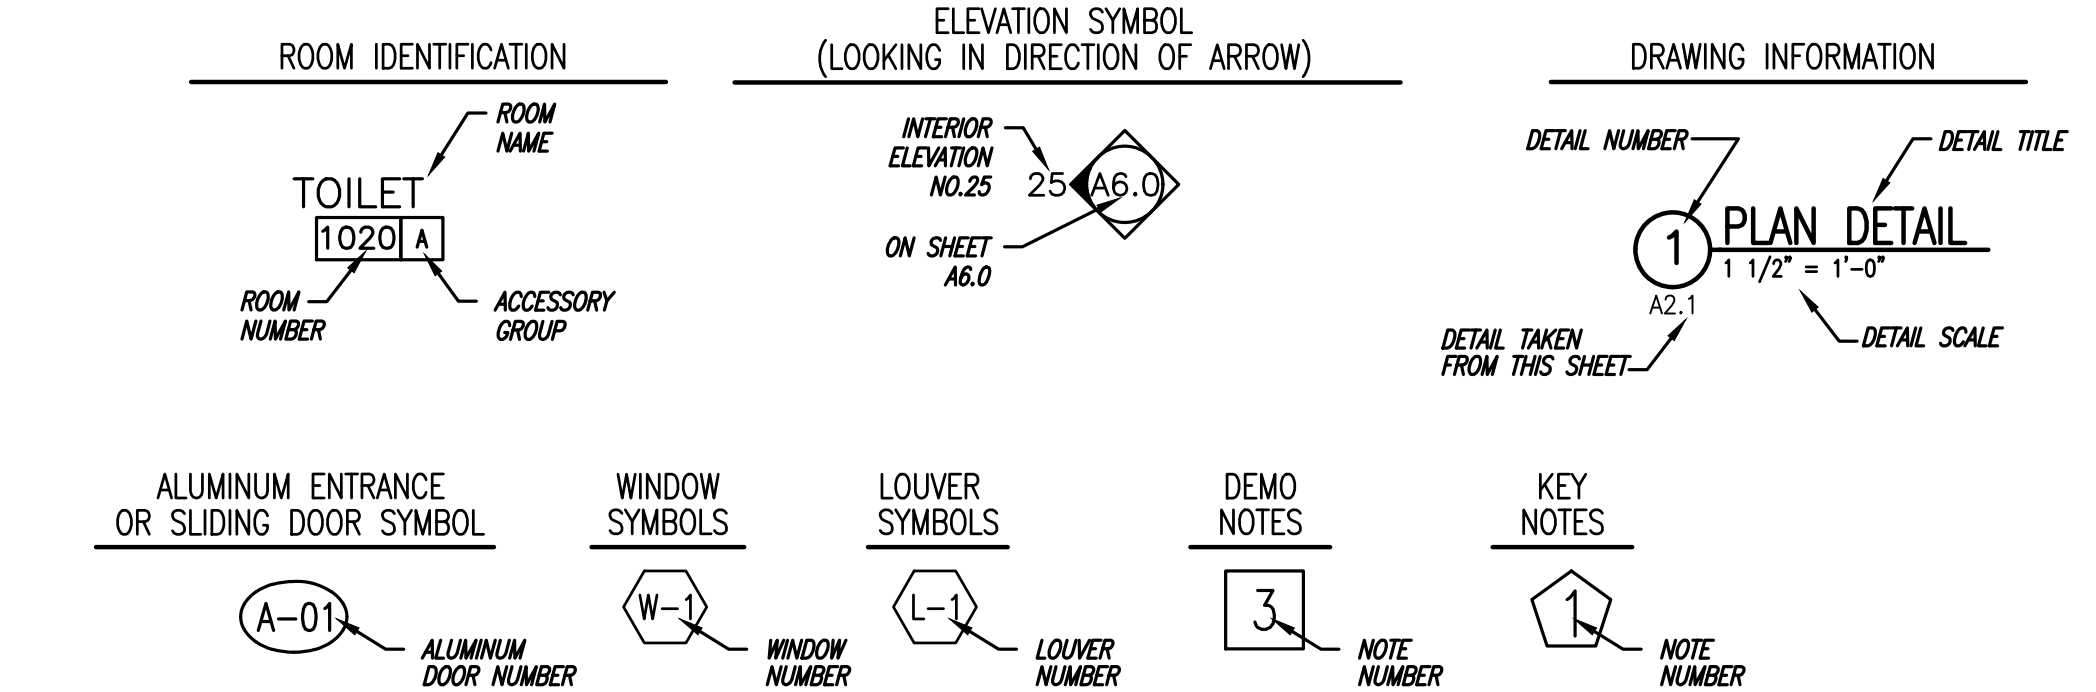 ROOM IDENTIFICATION
ROOM
NAME
TOILET
1020 A
ROOM
NUMBER
ACCESSORY
GROUP
ELEVATION SYMBOL
(LOOKING IN DIRECTION OF ARROW)
INTERIOR
ELEVATION
NO.25
25 A6.0
ON SHEET
A6.0
DRAWING INFORMATION
DETAIL NUMBER
DETAIL TITLE
1 PLAN DETAIL
1 1/2" = 1'-0"
A2.1
DETAIL TAKEN
FROM THIS SHEET
DETAIL SCALE
ALUMINUM ENTRANCE
OR SLIDING DOOR SYMBOL
A-01
ALUMINUM
DOOR NUMBER
WINDOW
SYMBOLS
W-1
WINDOW
NUMBER
LOUVER
SYMBOLS
L-1
LOUVER
NUMBER
DEMO
NOTES
3
NOTE
NUMBER
KEY
NOTES
1
NOTE
NUMBER